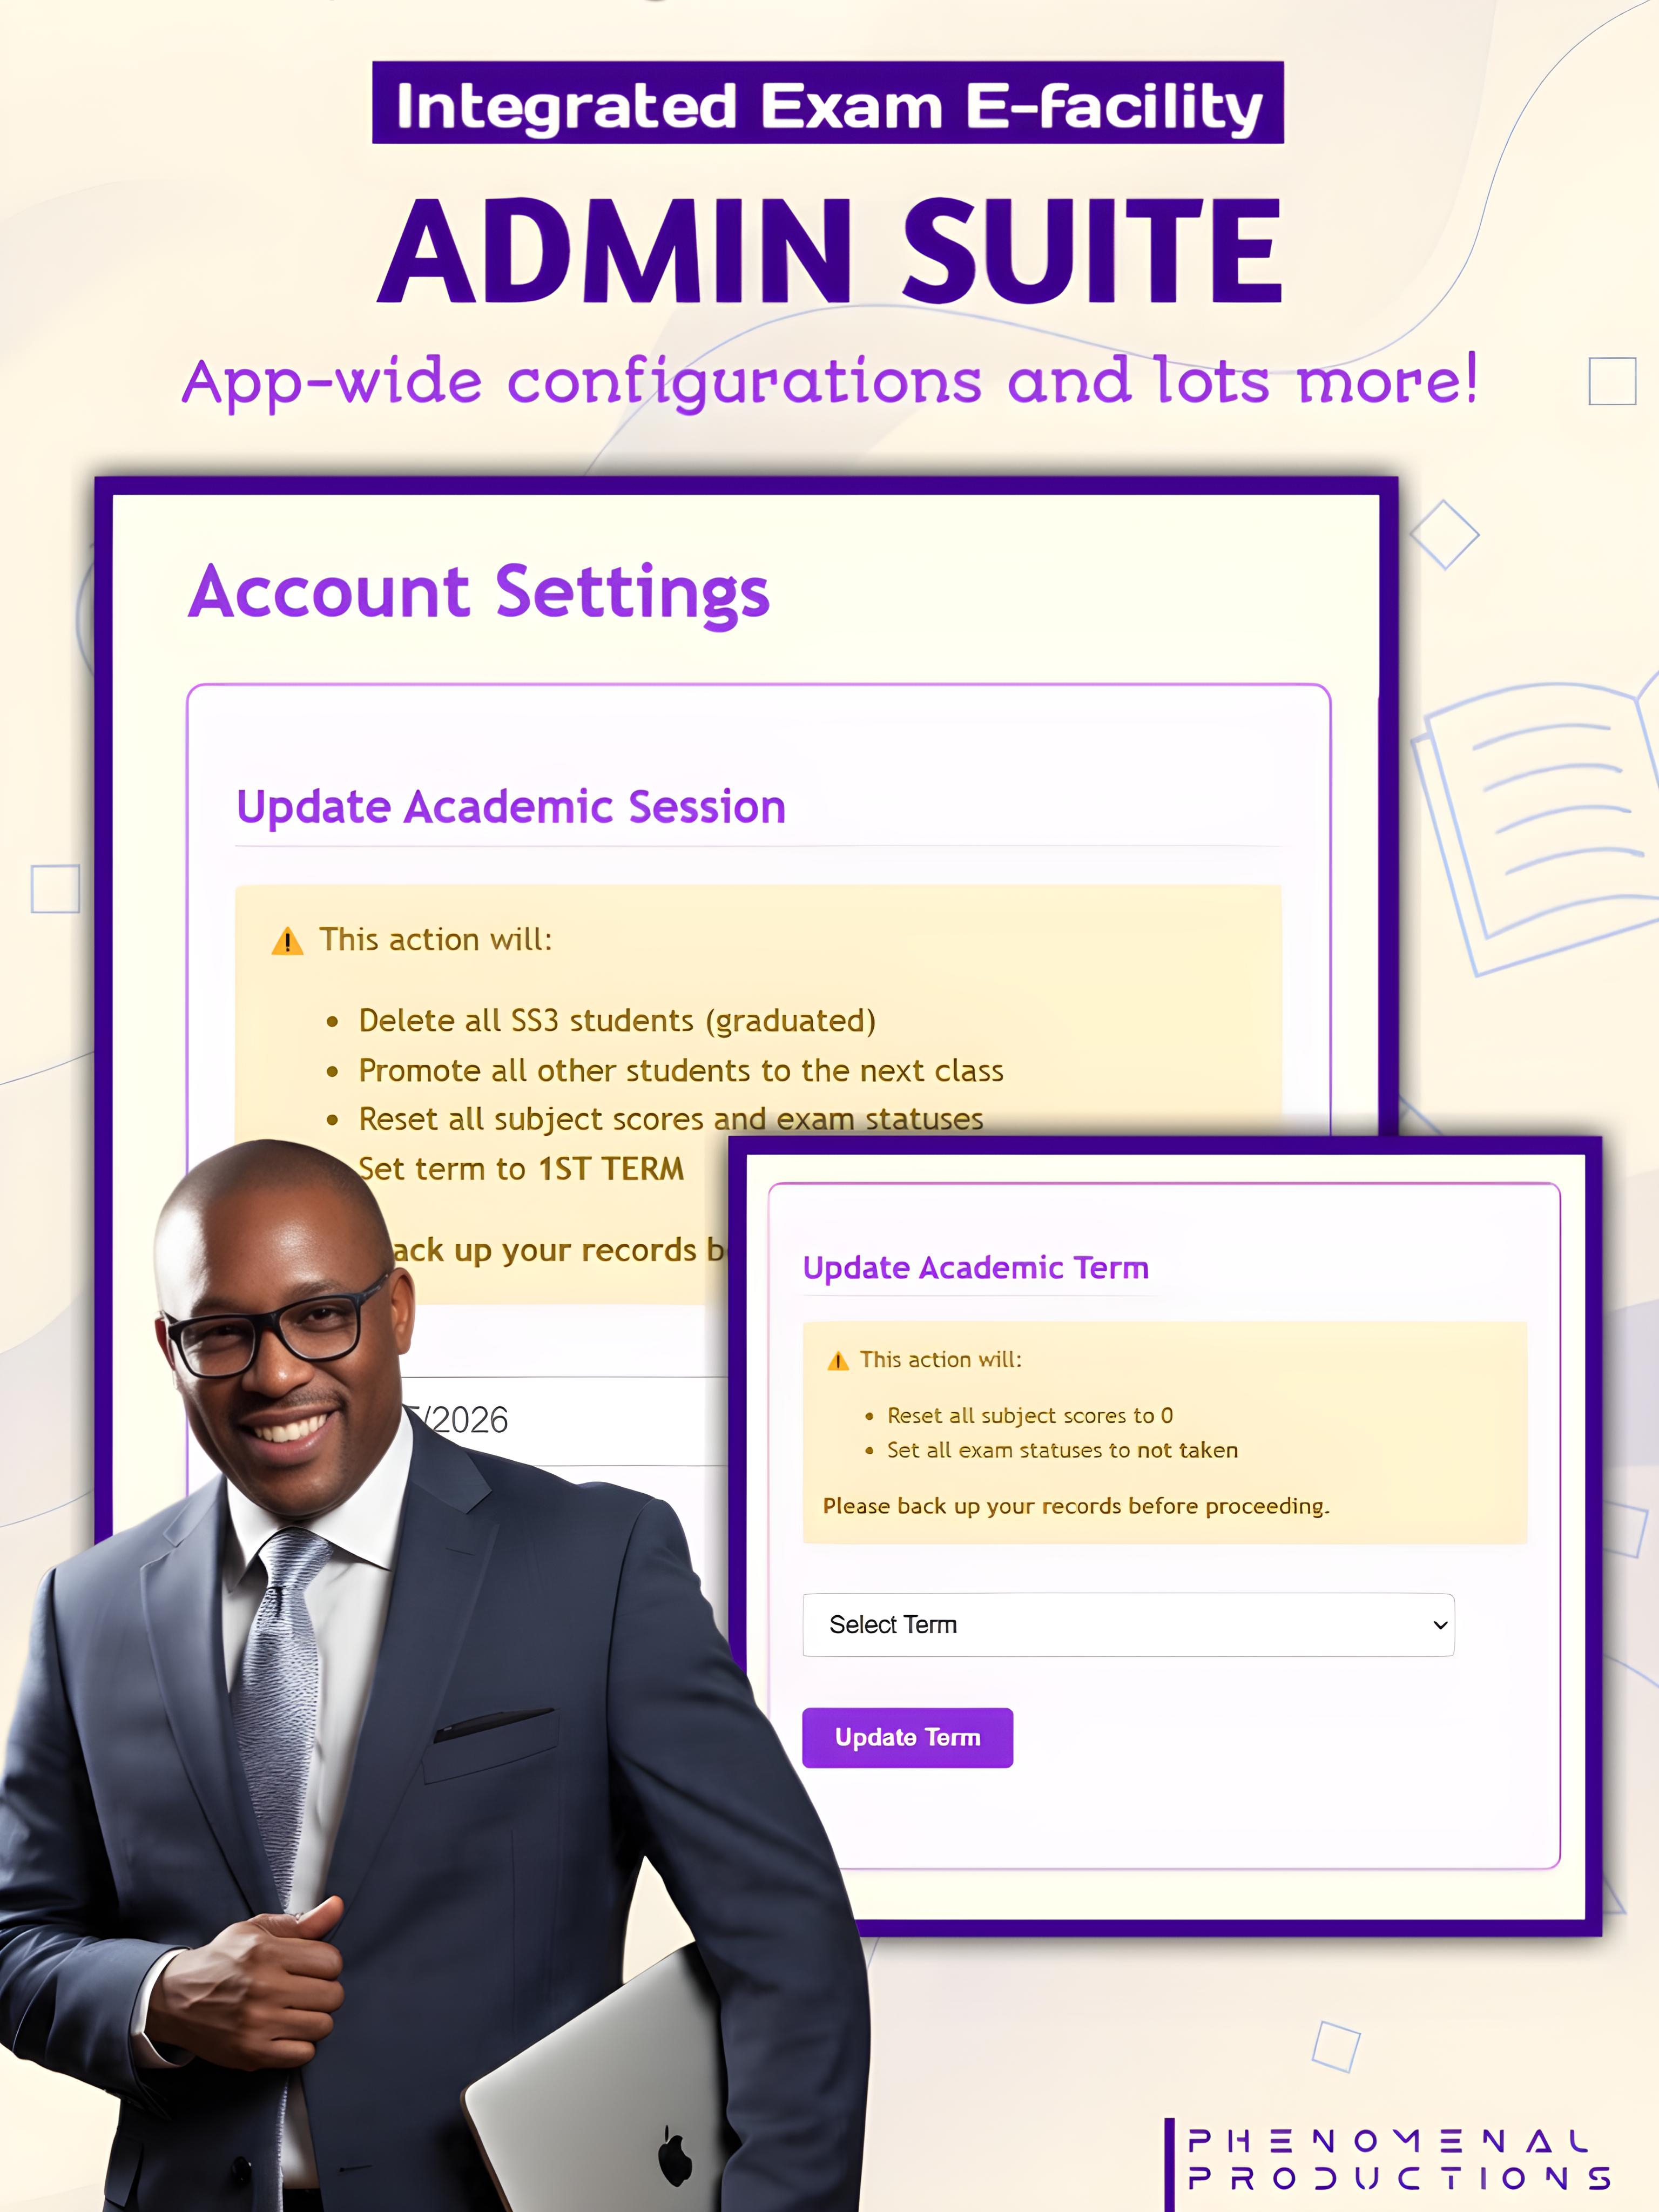 Integrated Exam E-facility
ADMIN SUITE
App-wide configurations and lots more!
Account Settings
Update Academic Session
This action will:
• Delete all SS3 students (graduated)
• Promote all other students to the next class
• Reset all subject scores and exam statuses
Set term to 1ST TERM
up your records
/2026
Update Academic Term
This action will:
• Reset all subject scores to 0
• Set all exam statuses to not taken
Please back up your records before proceeding.
Select Term
Update Term
PHENOMENAL
PRODUCTIONS